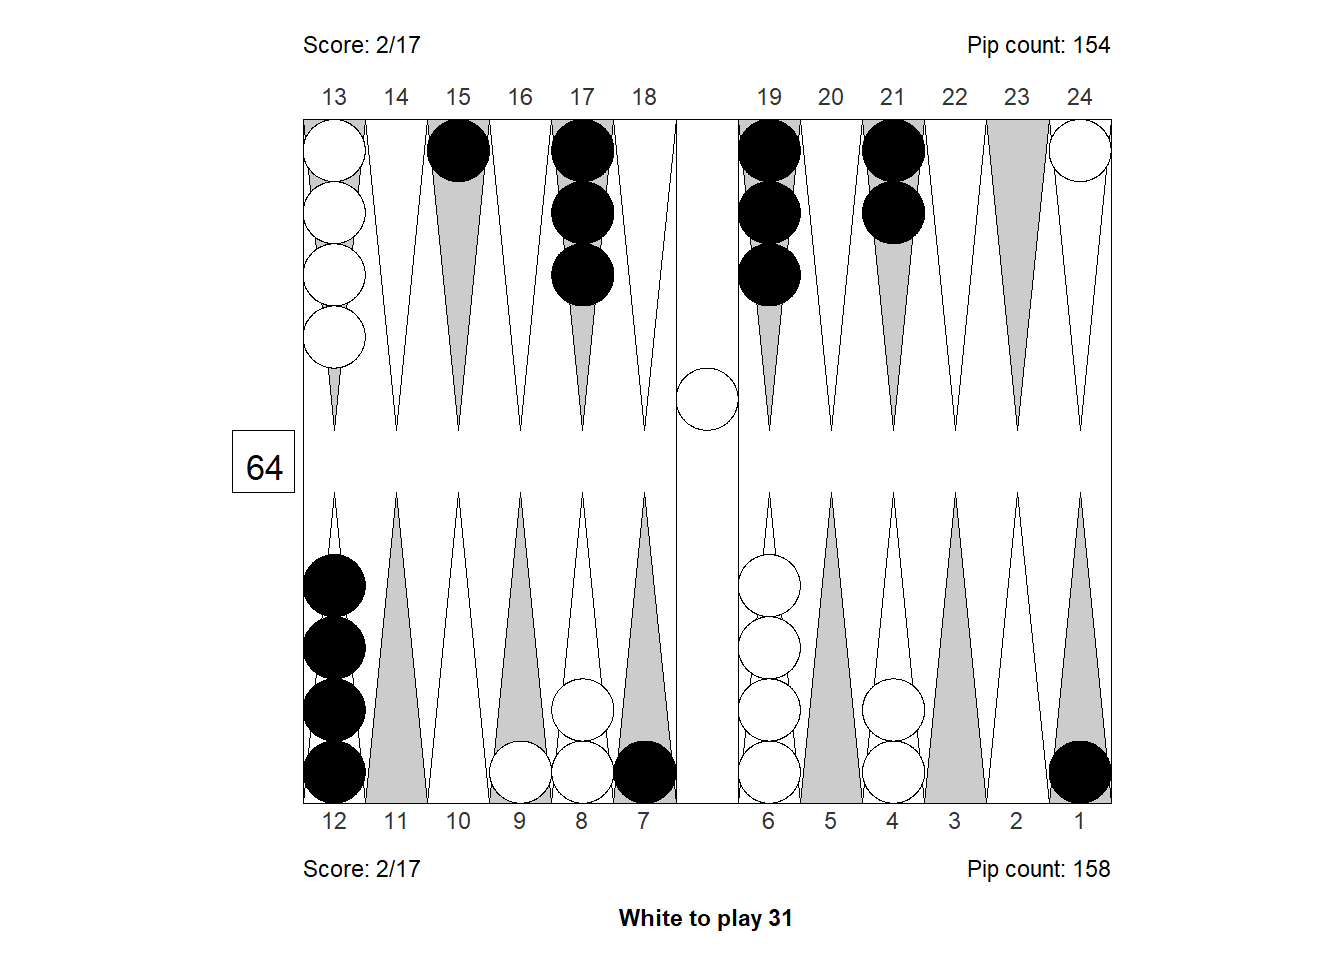 Score: 2/17 Pip count: 154
13 14 15 16 17 18 19 20 21 22 23 24
64
12 11 10 9 8 7 6 5 4 3 2 1
Score: 2/17 Pip count: 158
White to play 31